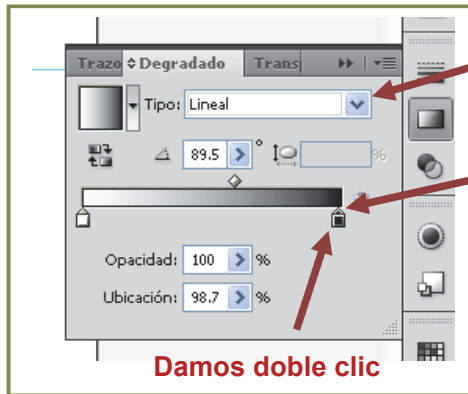 Trazo Degradado Trans
Tipo: Lineal
89.5 ° %
Opacidad: 100 %
Ubicación: 98.7 %
Damos doble clic